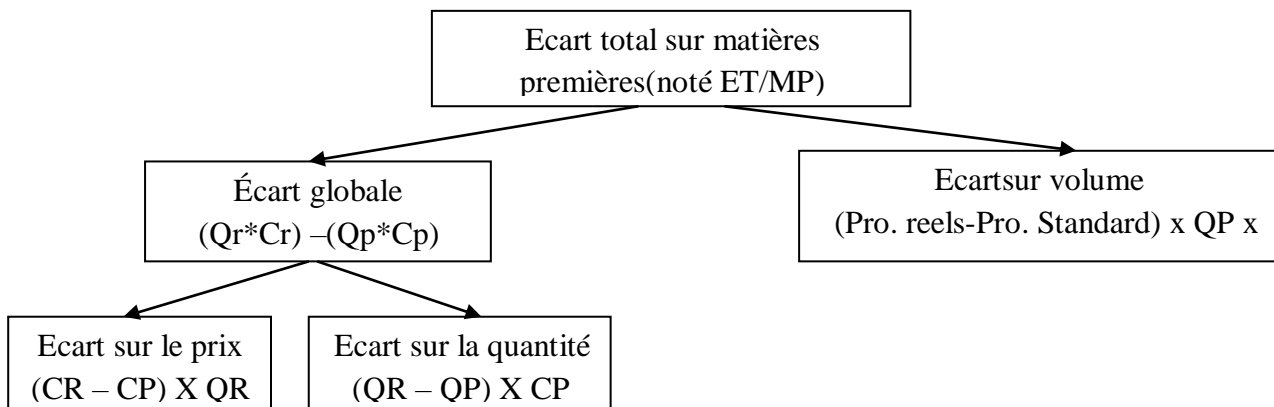 Ecart total sur matières
premières(noté ET/MP)
Écart globale
(Qr*Cr) –(Qp*Cp)
Ecartsur volume
(Pro. reels-Pro. Standard) x QP x
Ecart sur le prix
(CR – CP) X QR
Ecart sur la quantité
(QR – QP) X CP